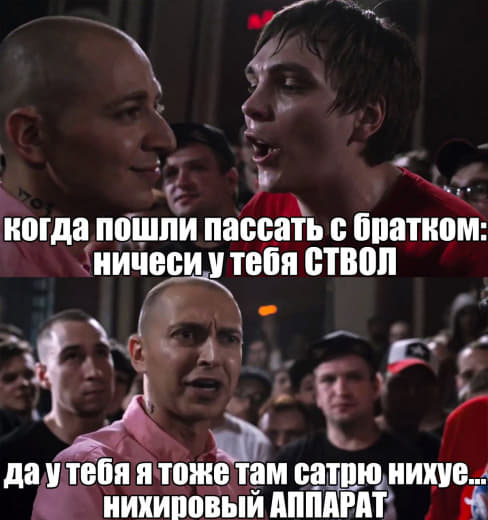 когда пошли пассать с братком:
ничеси у тебя СТВОЛ
да у тебя я тоже там сатрю нихуе...
нихировый АППАРАТ